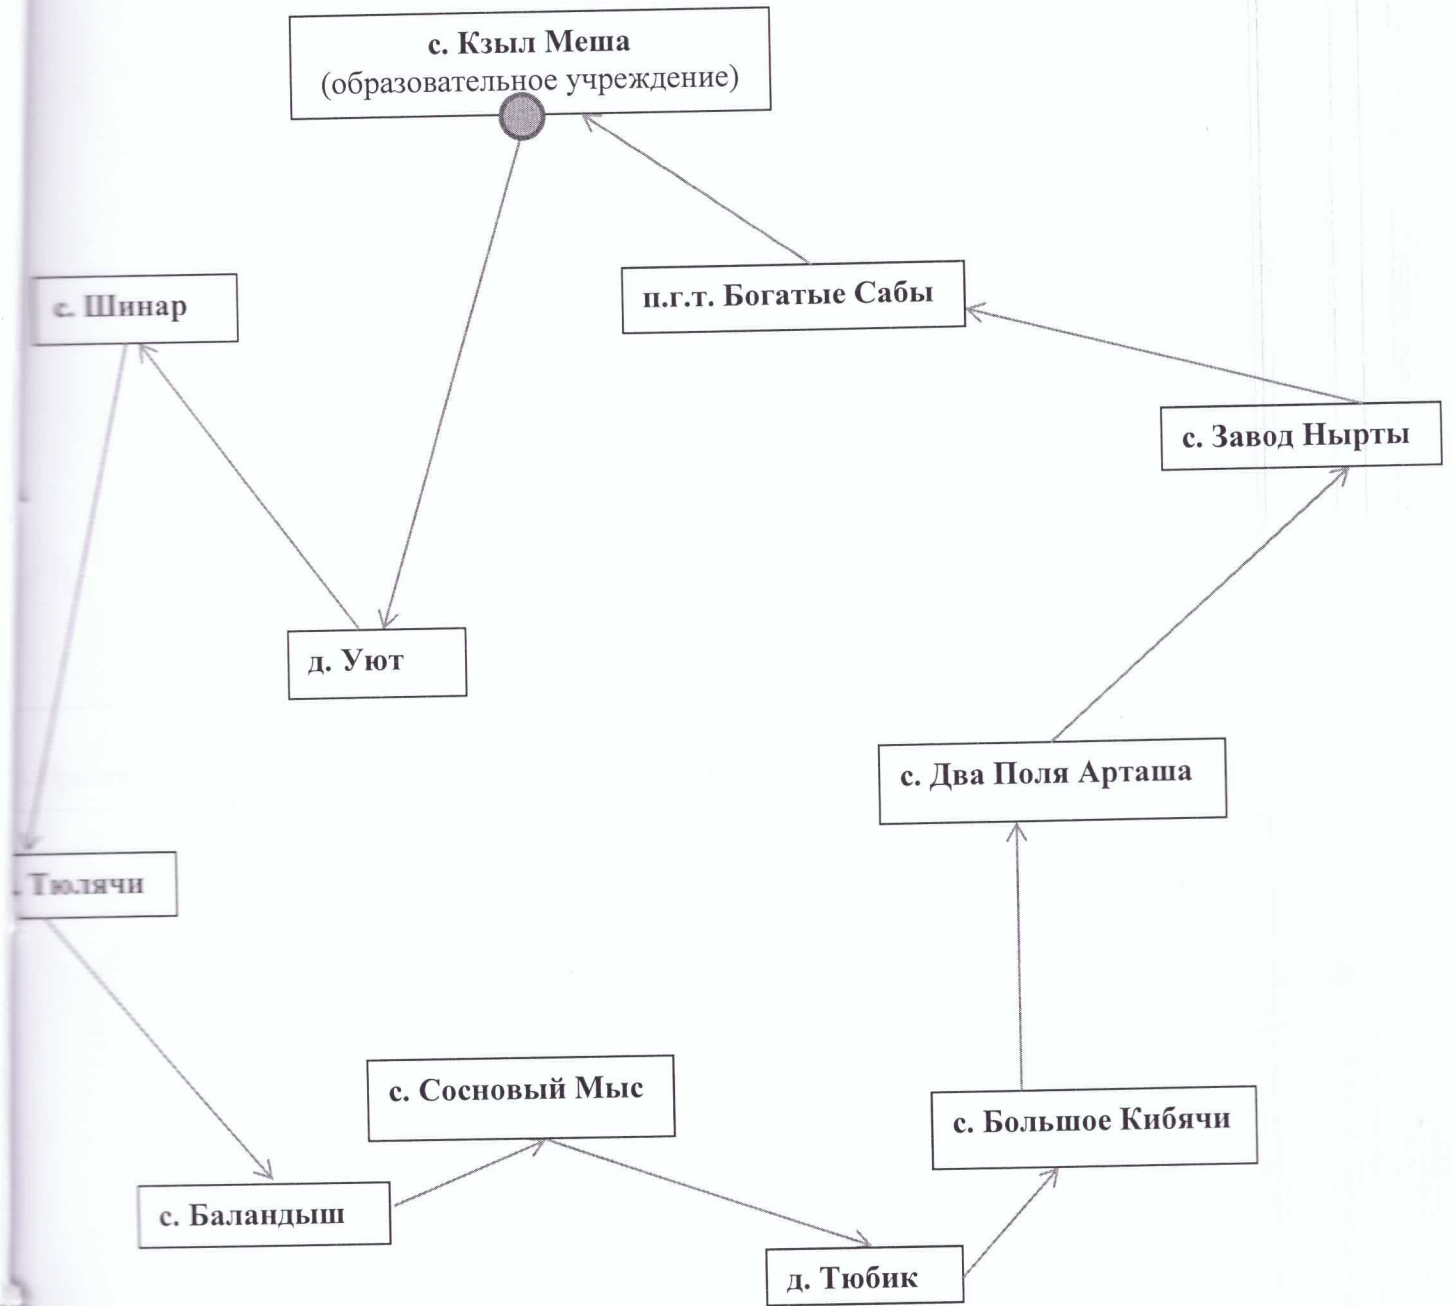 с. Кзыл Меша
(образовательное учреждение)
п.г.т. Богатые Сабы
с. Шинар
с. Завод Нырты
д. Уют
с. Два Поля Арташа
Тюлячи
с. Сосновый Мыс
с. Большое Кибячи
с. Баландыш
д. Тюбик